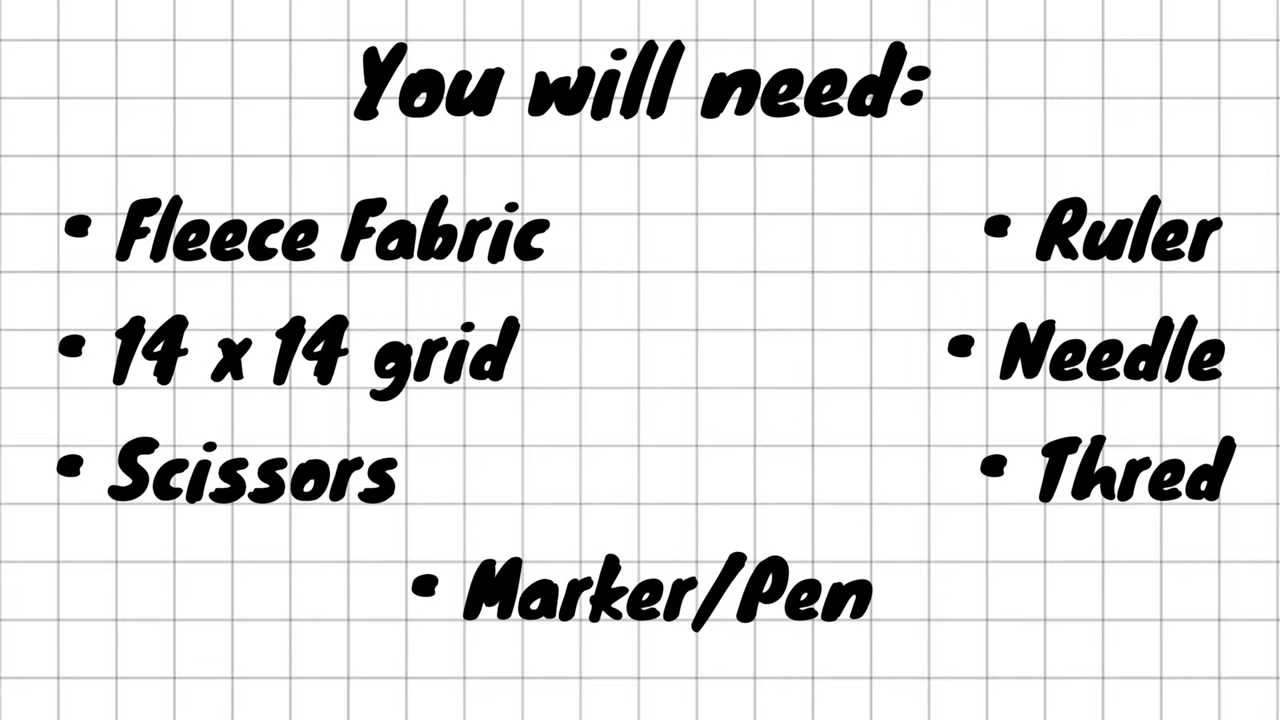 You will need:
• Fleece Fabric
• 14 x 14 grid
• Scissors
• Ruler
• Needle
• Thred
• Marker/Pen